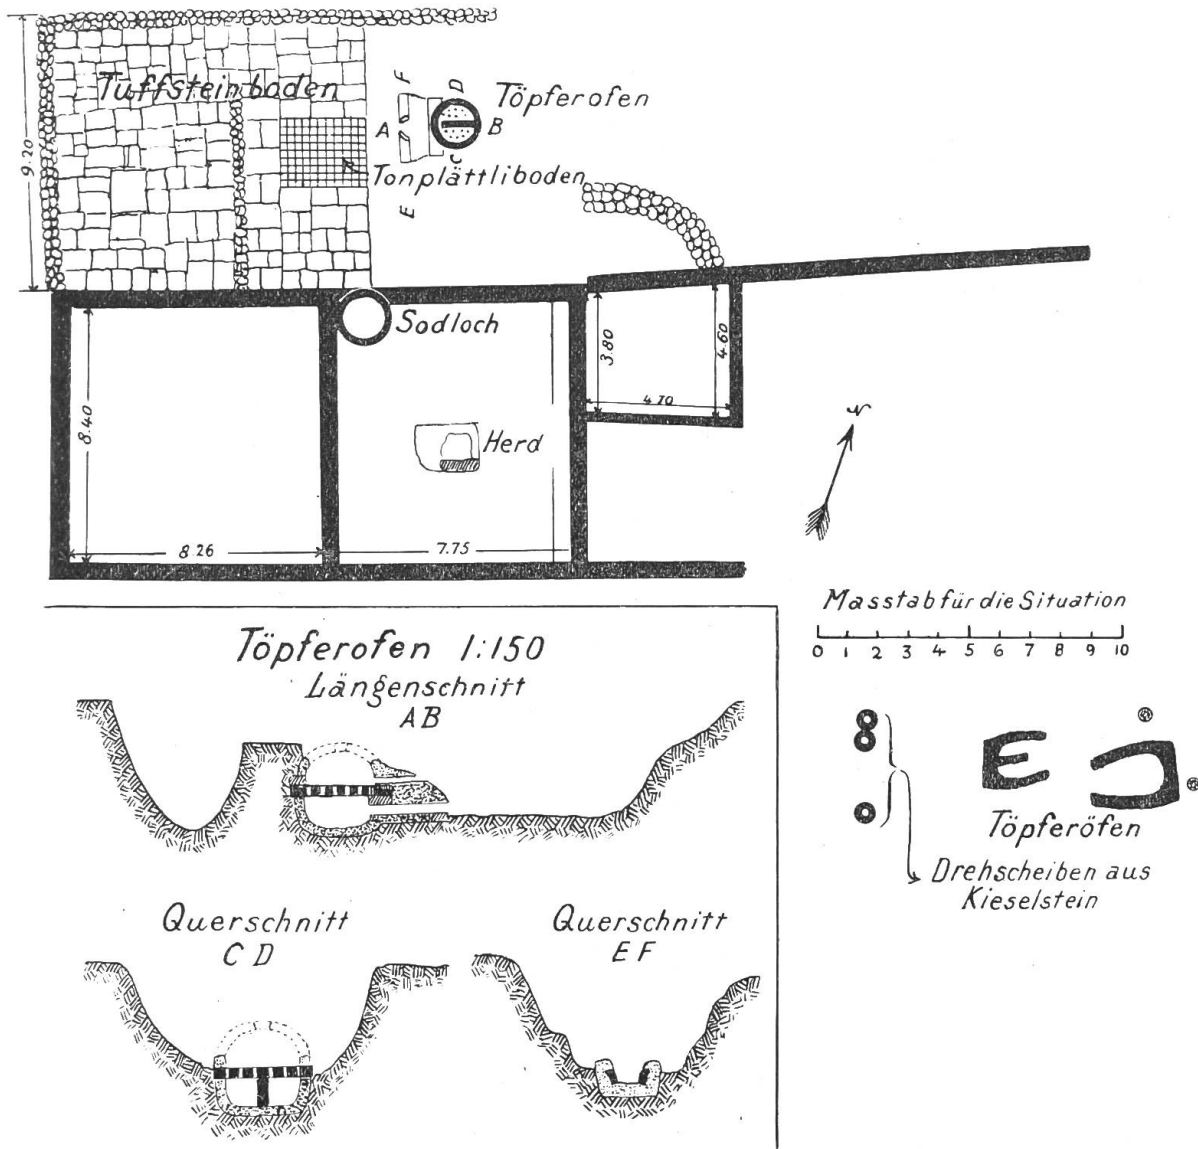 Tuffsteinboden
9.20
F
D
Töpferofen
A
B
C
Tonplättliboden
E
Sodloch
3.80
4.60
4.70
8.40
Herd
N
8.26
7.75
Masstab für die Situation
0 1 2 3 4 5 6 7 8 9 10
Töpferofen 1:150
Längenschnitt
AB
Töpferöfen
Drehscheiben aus
Kieselstein
Querschnitt
CD
Querschnitt
EF